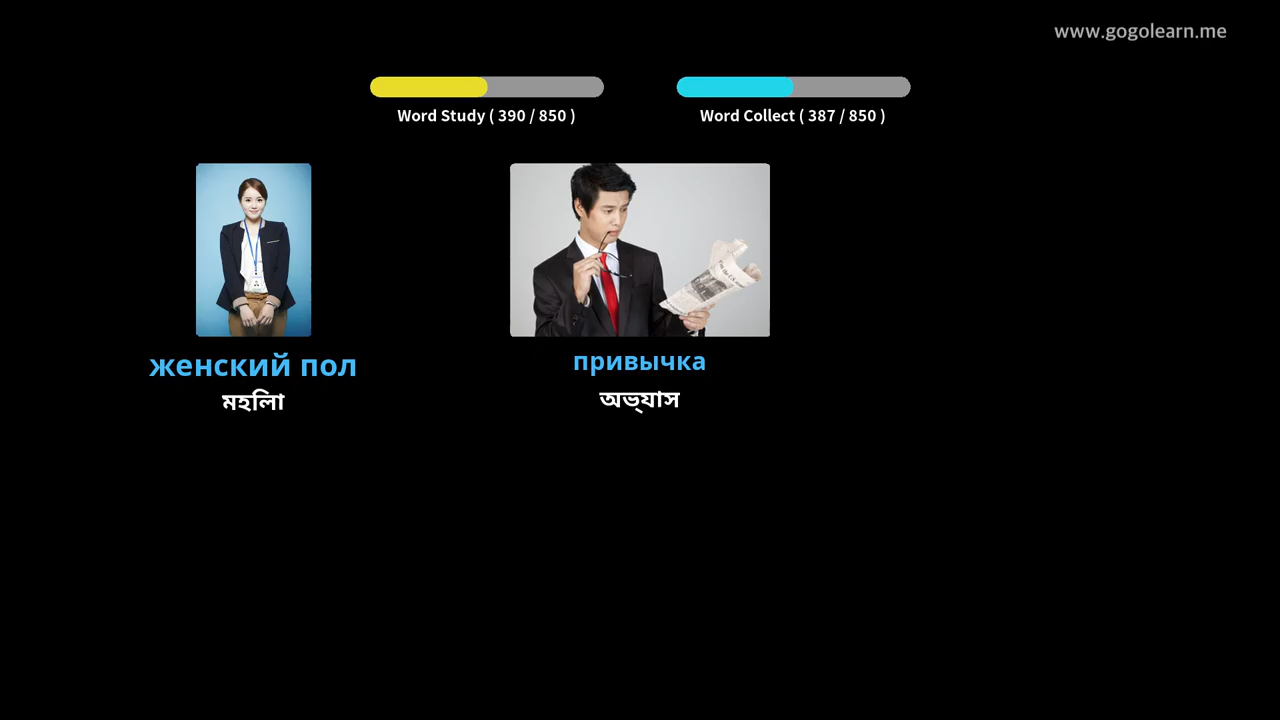 www.gogolearn.me
Word Study ( 390 / 850 )
Word Collect ( 387 / 850 )
женский пол
মহিলা
привычка
অভ্যাস